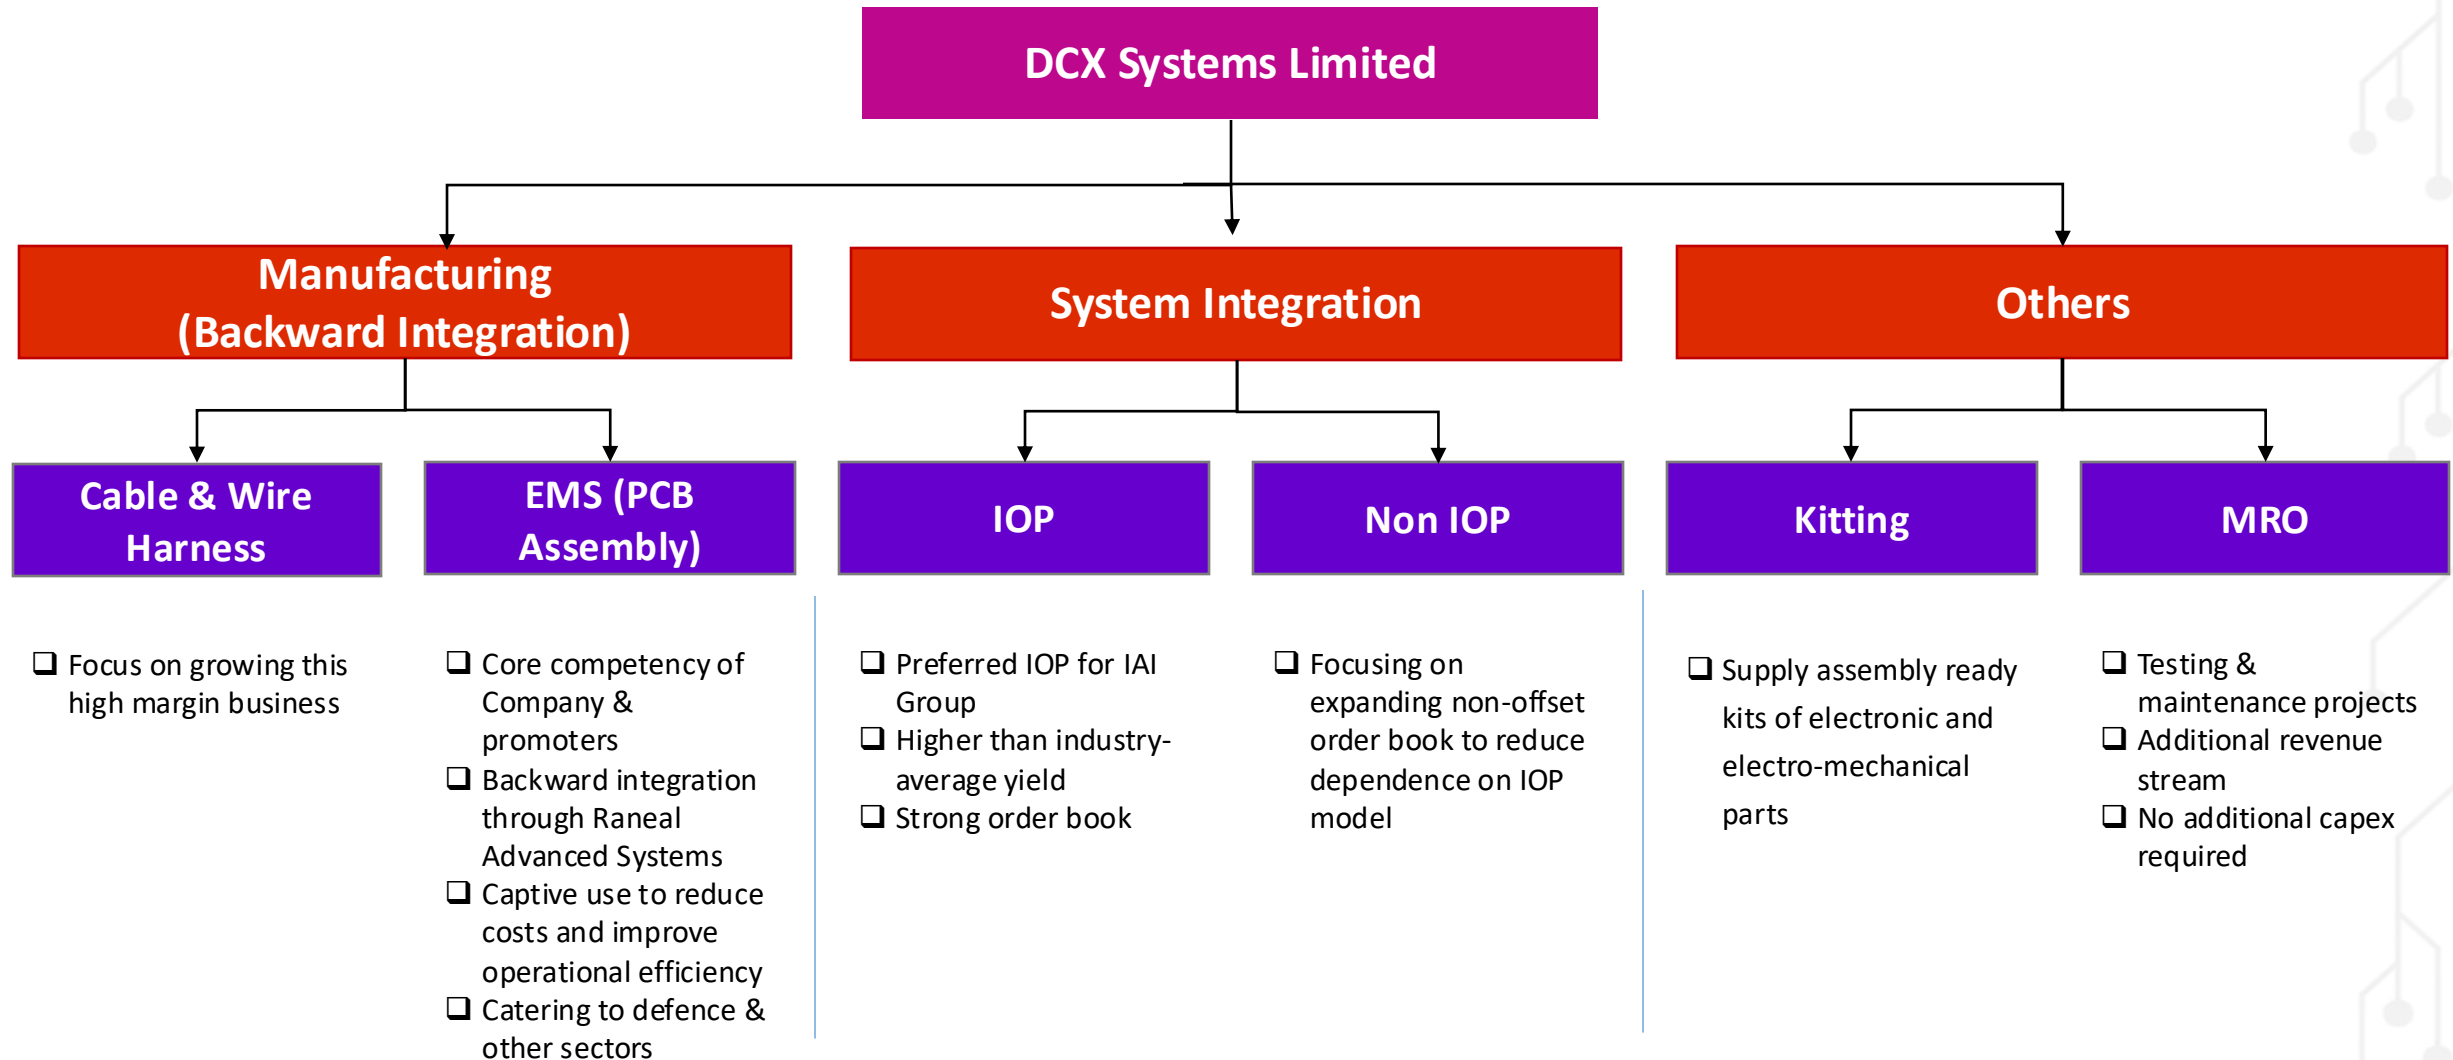 DCX Systems Limited
Manufacturing
(Backward Integration)
System Integration
Others
Cable & Wire
Harness
EMS (PCB
Assembly)
IOP
Non IOP
Kitting
MRO
Focus on growing this
high margin business
Core competency of
Company &
promoters
Backward integration
through Raneal
Advanced Systems
Captive use to reduce
costs and improve
operational efficiency
Catering to defence &
other sectors
Preferred IOP for IAI
Group
Higher than industry-
average yield
Strong order book
Focusing on
expanding non-offset
order book to reduce
dependence on IOP
model
Supply assembly ready
kits of electronic and
electro-mechanical
parts
Testing &
maintenance projects
Additional revenue
stream
No additional capex
required